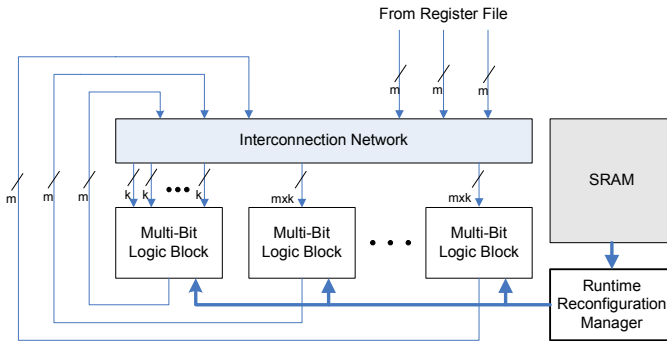 From Register File
m
m
m
Interconnection Network
m
m
m
k
k
k
mxk
mxk
SRAM
Multi-Bit
Logic Block
Multi-Bit
Logic Block
Multi-Bit
Logic Block
Runtime
Reconfiguration
Manager